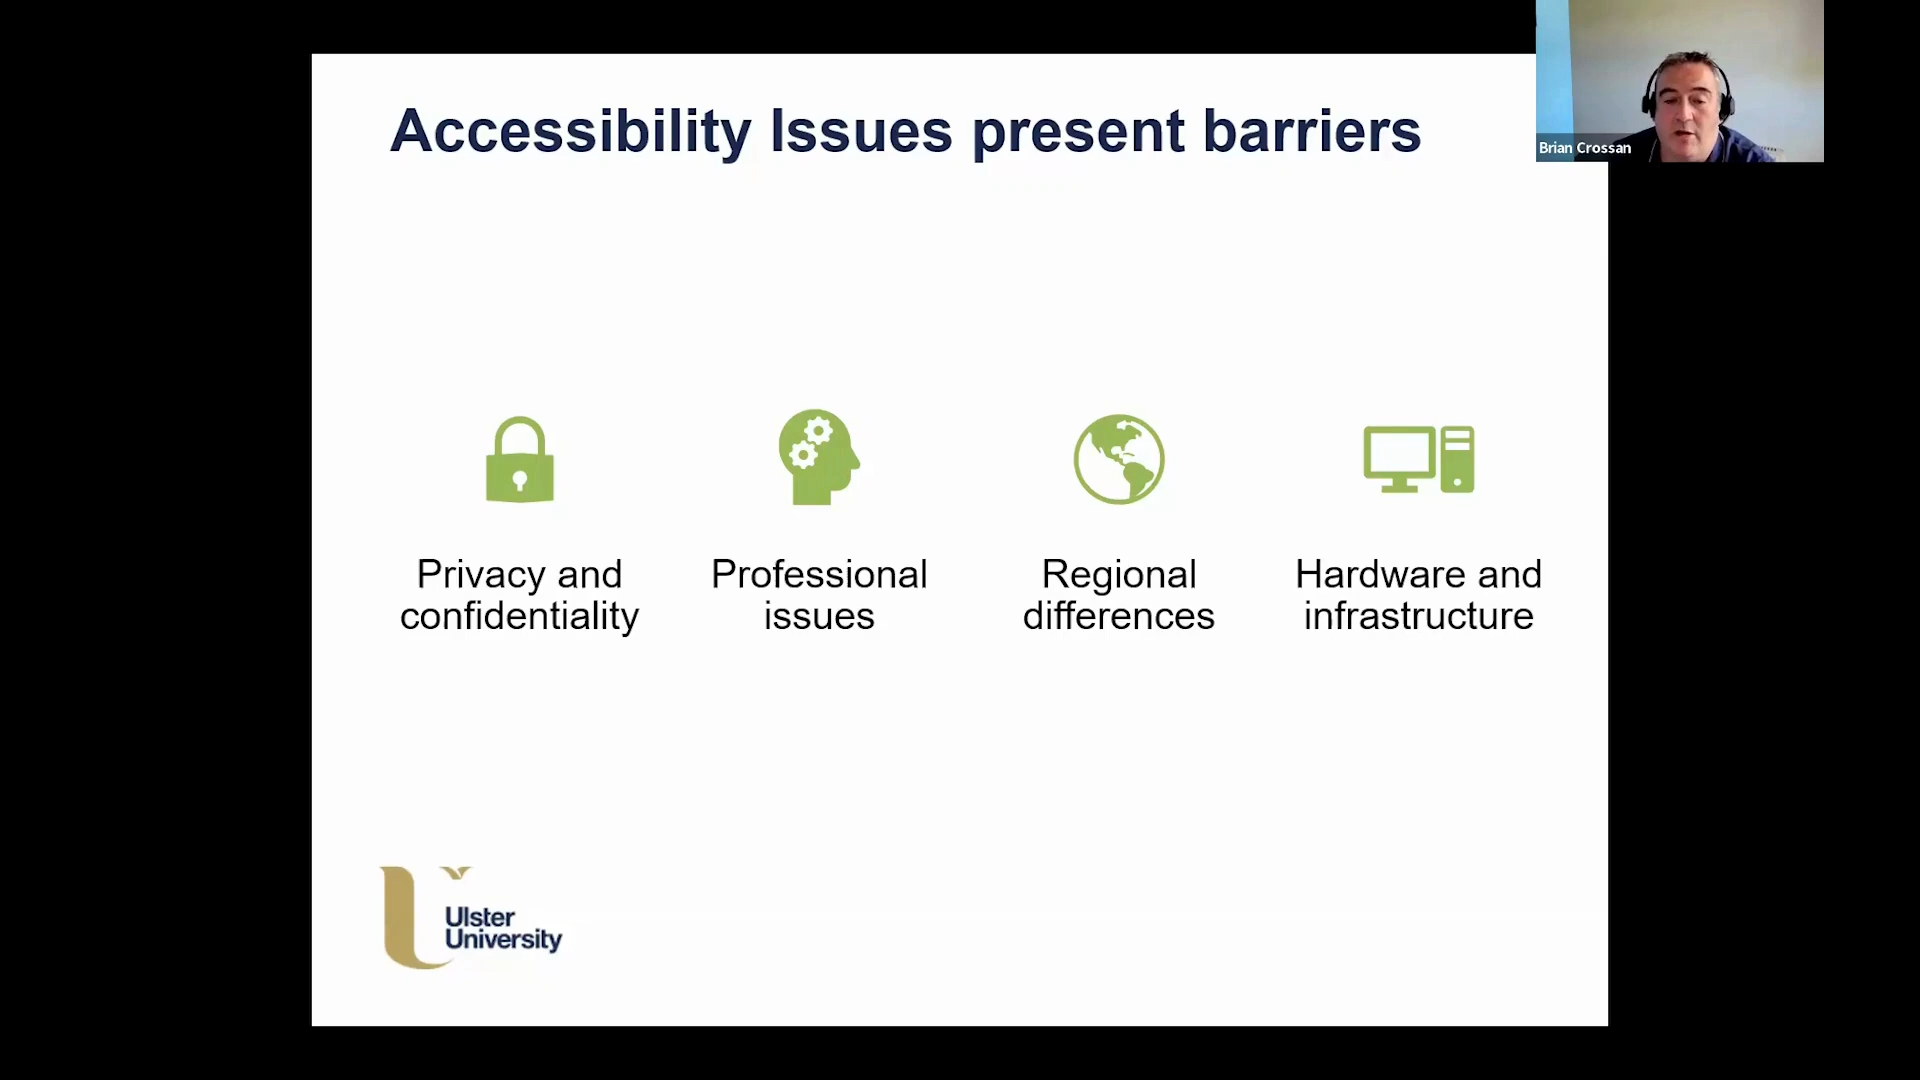 Accessibility Issues present barriers
Brian Crossan
Privacy and
confidentiality
Professional
issues
Regional
differences
Hardware and
infrastructure
Ulster
University